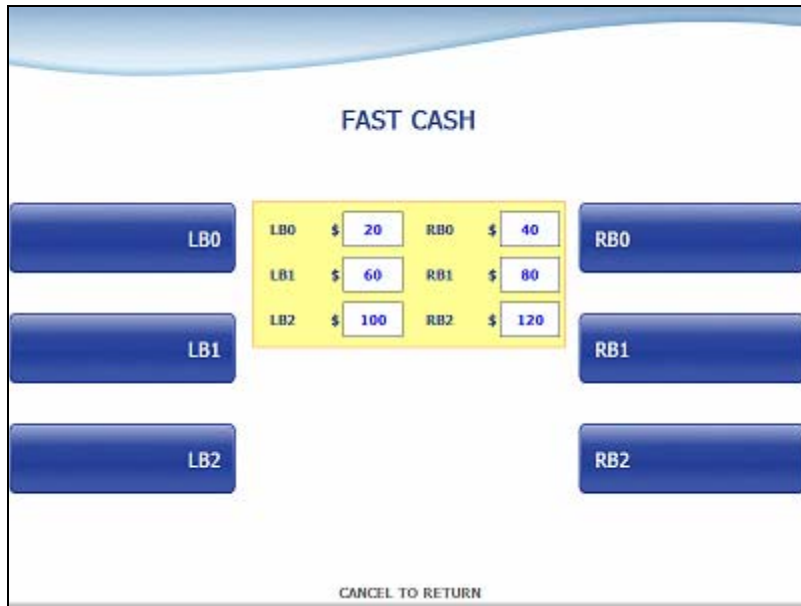 FAST CASH
LB0
LB0 $ 20 RB0 $ 40
RB0
LB1 $ 60 RB1 $ 80
LB2 $ 100 RB2 $ 120
LB1
RB1
LB2
RB2
CANCEL TO RETURN